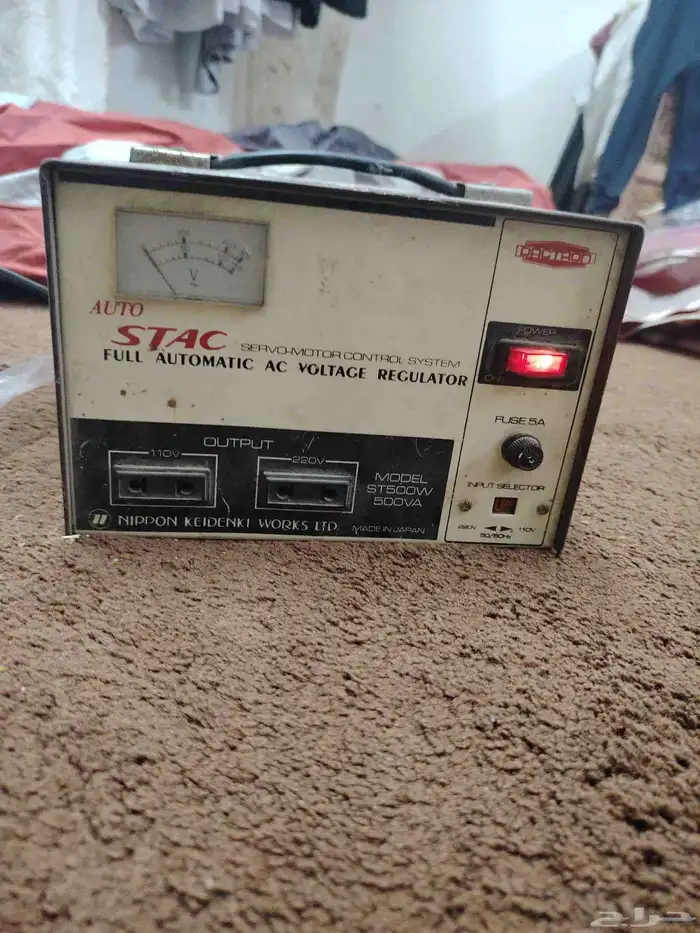 DACTRON
AUTO
POWER
STAC SERVO-MOTOR CONTROL SYSTEM
FULL AUTOMATIC AC VOLTAGE REGULATOR
V
FUSE 5A
OUTPUT
110V 220V
MODEL
ST500W
500VA
INPUT SELECTOR
220V 110V
50/60Hz
NIPPON KEIDENKI WORKS LTD. MADE IN JAPAN
حراج